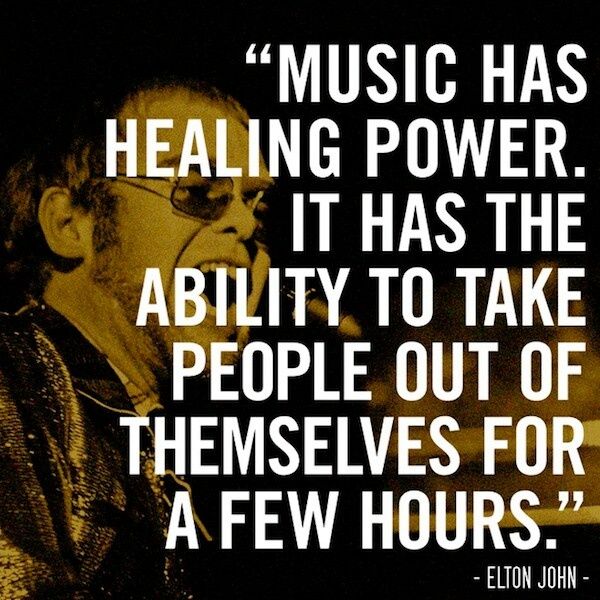 “MUSIC HAS
HEALING POWER.
IT HAS THE
ABILITY TO TAKE
PEOPLE OUT OF
THEMSELVES FOR
A FEW HOURS.”
- ELTON JOHN -